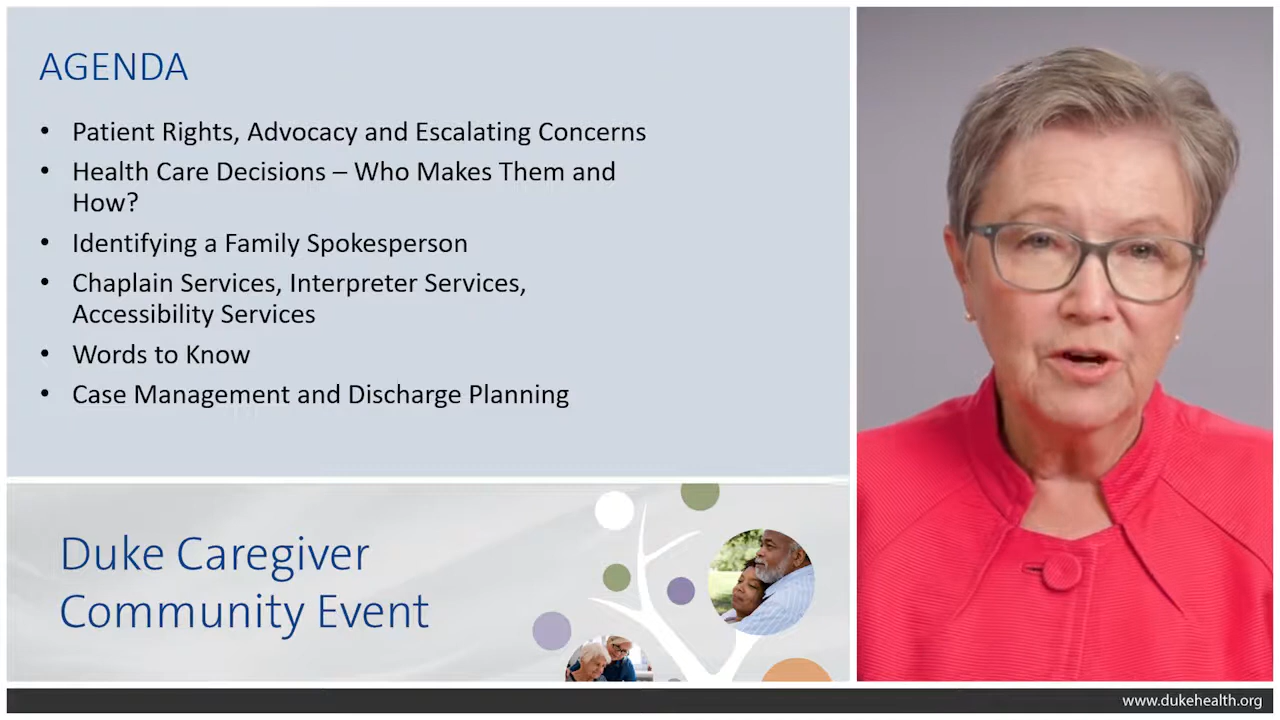 AGENDA
• Patient Rights, Advocacy and Escalating Concerns
• Health Care Decisions – Who Makes Them and
How?
• Identifying a Family Spokesperson
• Chaplain Services, Interpreter Services,
Accessibility Services
• Words to Know
• Case Management and Discharge Planning
Duke Caregiver
Community Event
www.dukehealth.org